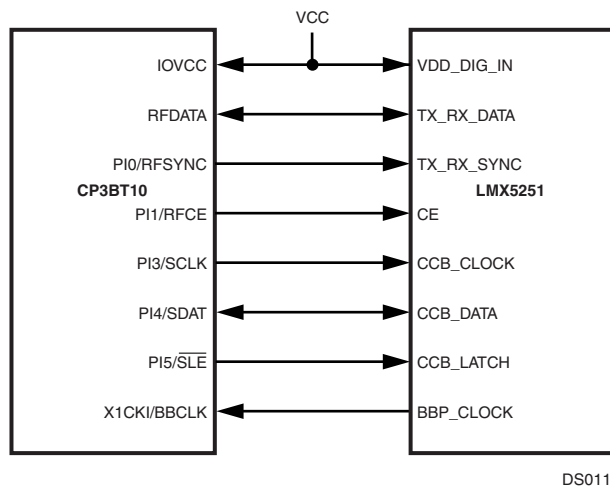 VCC
IOVCC VDD_DIG_IN
RFDATA TX_RX_DATA
PI0/RFSYNC TX_RX_SYNC
CP3BT10 LMX5251
PI1/RFCE CE
PI3/SCLK CCB_CLOCK
PI4/SDAT CCB_DATA
PI5/S̅L̅E̅ CCB_LATCH
X1CKI/BBCLK BBP_CLOCK
DS011